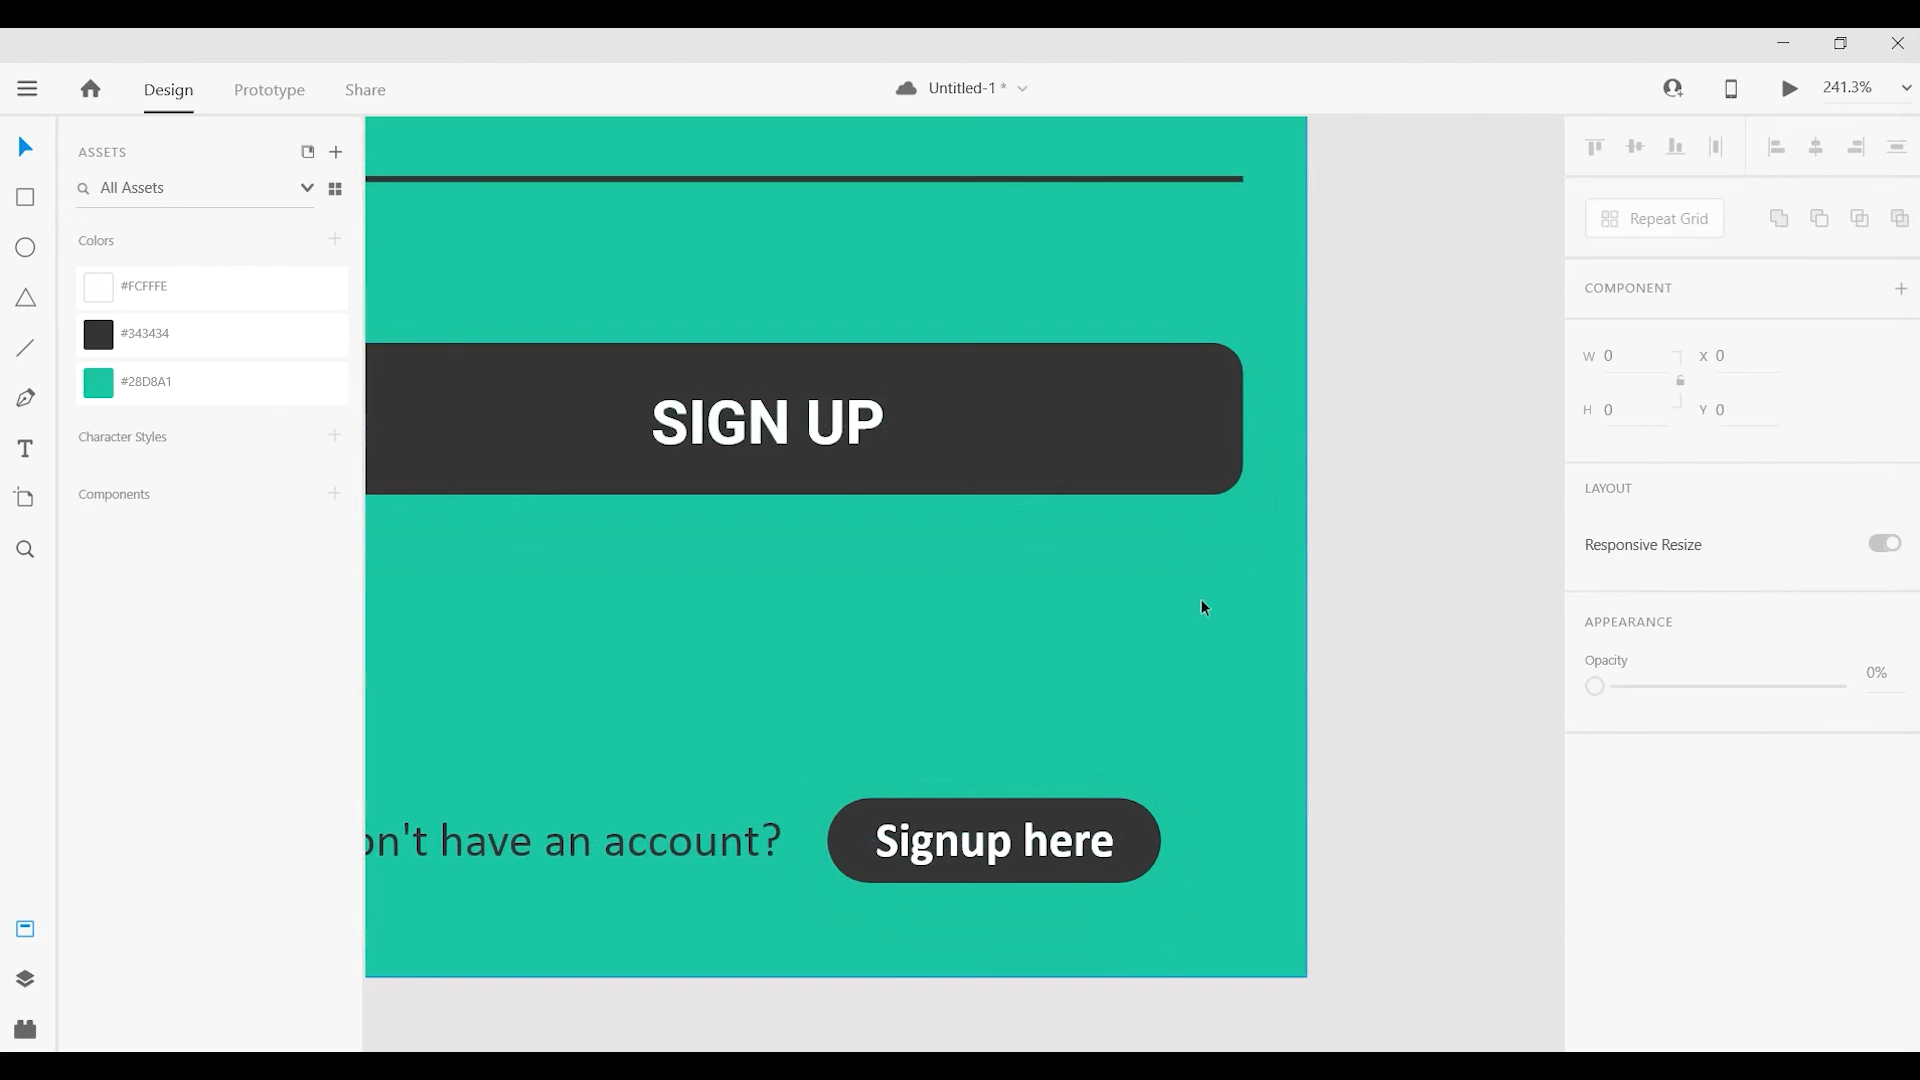 Design Prototype Share
Untitled-1 *
241.3%
ASSETS
All Assets
Colors
#FCFFFE
#343434
#28D8A1
Character Styles
Components
SIGN UP
on't have an account?
Signup here
Repeat Grid
COMPONENT
W 0 X 0
H 0 Y 0
LAYOUT
Responsive Resize
APPEARANCE
Opacity
0%